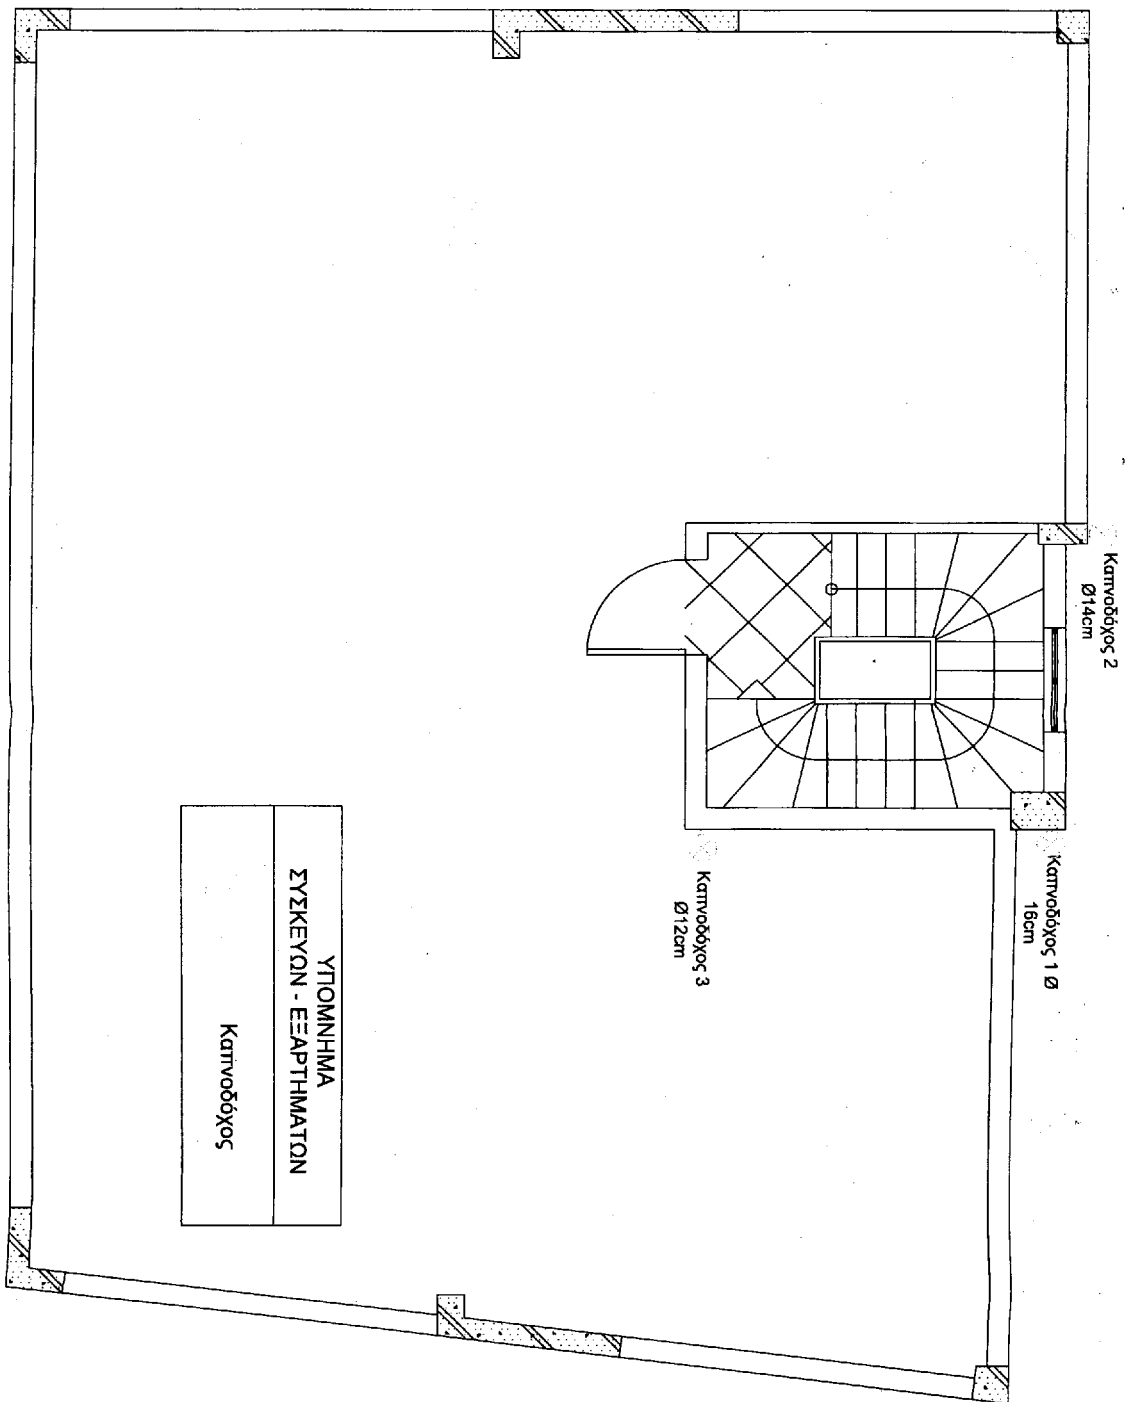 Καπνοδόχος 2
Ø14cm
Καπνοδόχος 1 Ø
16cm
Καπνοδόχος 3
Ø12cm
ΥΠΟΜΝΗΜΑ
ΣΥΣΚΕΥΩΝ - ΕΞΑΡΤΗΜΑΤΩΝ
Καπνοδόχος